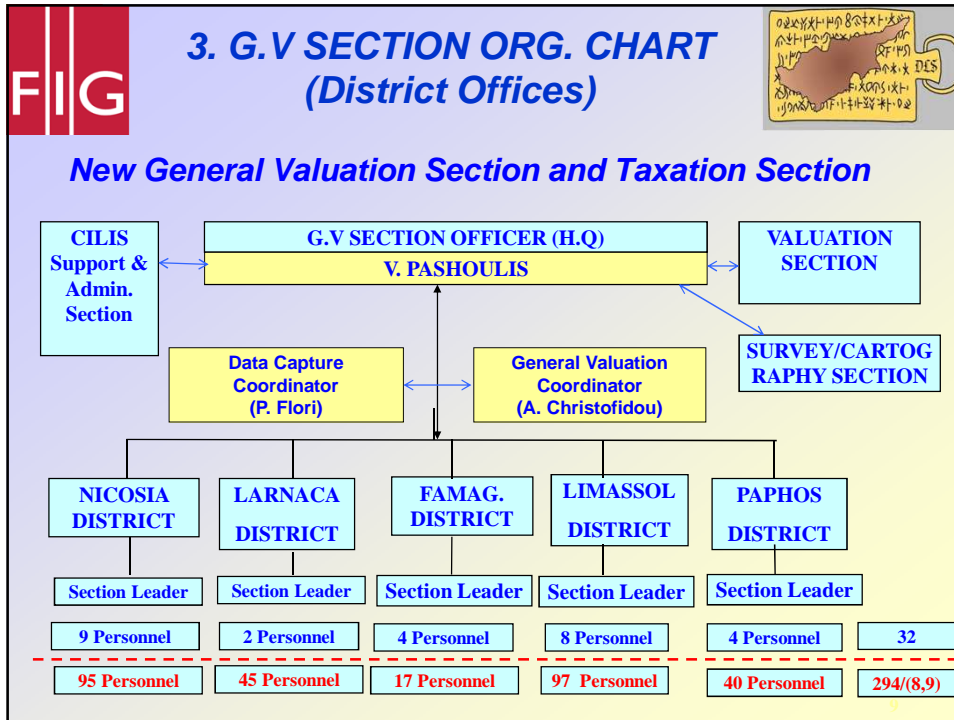 FIG
3. G.V SECTION ORG. CHART
(District Offices)
DLS
New General Valuation Section and Taxation Section
CILIS
Support &
Admin.
Section
G.V SECTION OFFICER (H.Q)
V. PASHOULIS
VALUATION
SECTION
SURVEY/CARTOG
RAPHY SECTION
Data Capture
Coordinator
(P. Flori)
General Valuation
Coordinator
(A. Christofidou)
NICOSIA
DISTRICT
LARNACA
DISTRICT
FAMAG.
DISTRICT
LIMASSOL
DISTRICT
PAPHOS
DISTRICT
Section Leader
Section Leader
Section Leader
Section Leader
Section Leader
9 Personnel
2 Personnel
4 Personnel
8 Personnel
4 Personnel
32
95 Personnel
45 Personnel
17 Personnel
97 Personnel
40 Personnel
294/(8,9)